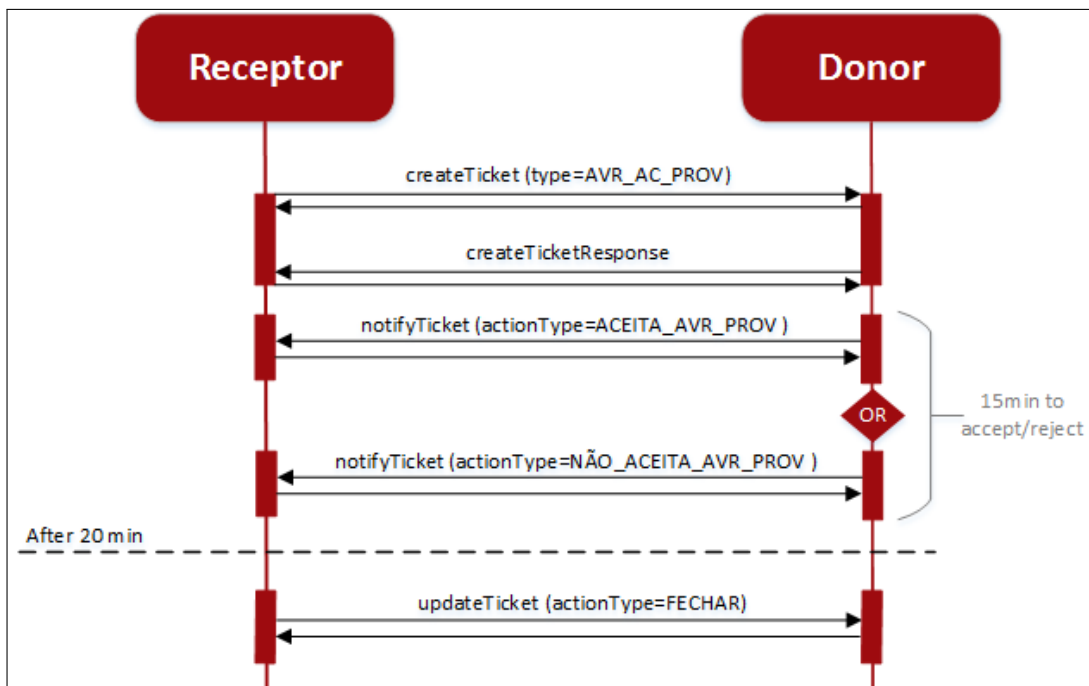 Receptor
Donor
createTicket (type=AVR_AC_PROV)
createTicketResponse
notifyTicket (actionType=ACEITA_AVR_PROV )
OR
15min to
accept/reject
notifyTicket (actionType=NÃO_ACEITA_AVR_PROV )
After 20 min
updateTicket (actionType=FECHAR)